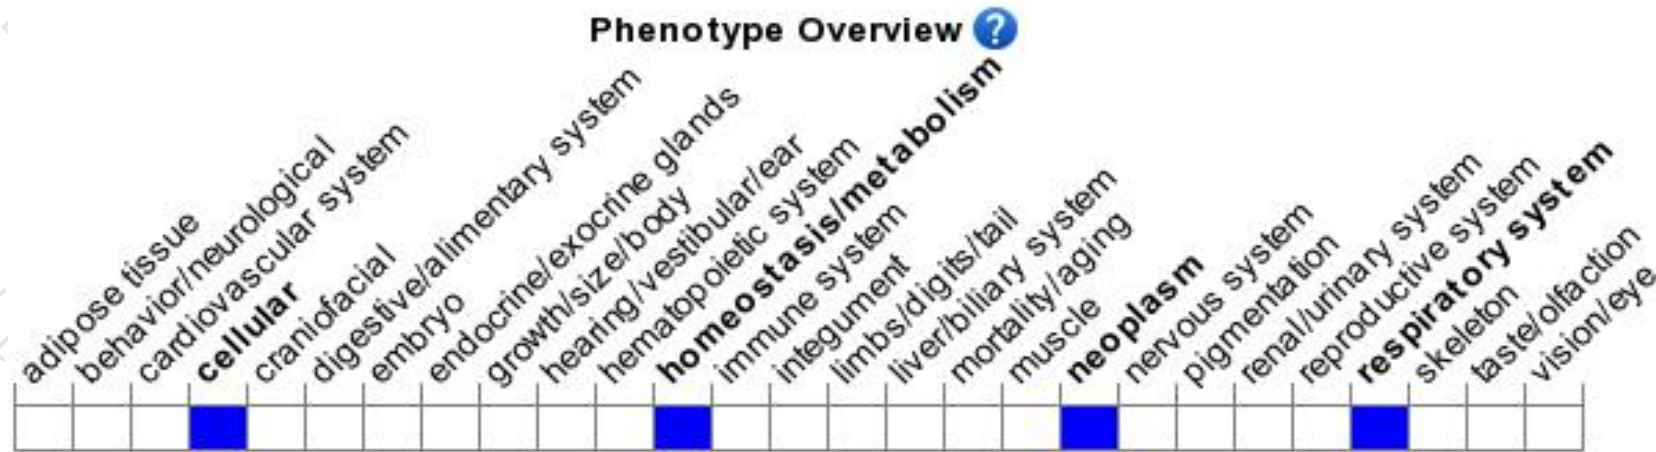 Phenotype Overview ?
adipose tissue
behavior/neurological
cardiovascular system
cellular
craniofacial
digestive/alimentary system
embryo
endocrine/exocrine glands
growth/size/body
hearing/vestibular/ear
hematopoietic system
homeostasis/metabolism
immune system
integument
limbs/digits/tail
liver/biliary system
mortality/aging
muscle
neoplasm
nervous system
pigmentation
renal/urinary system
reproductive system
respiratory system
skeleton
taste/olfaction
vision/eye